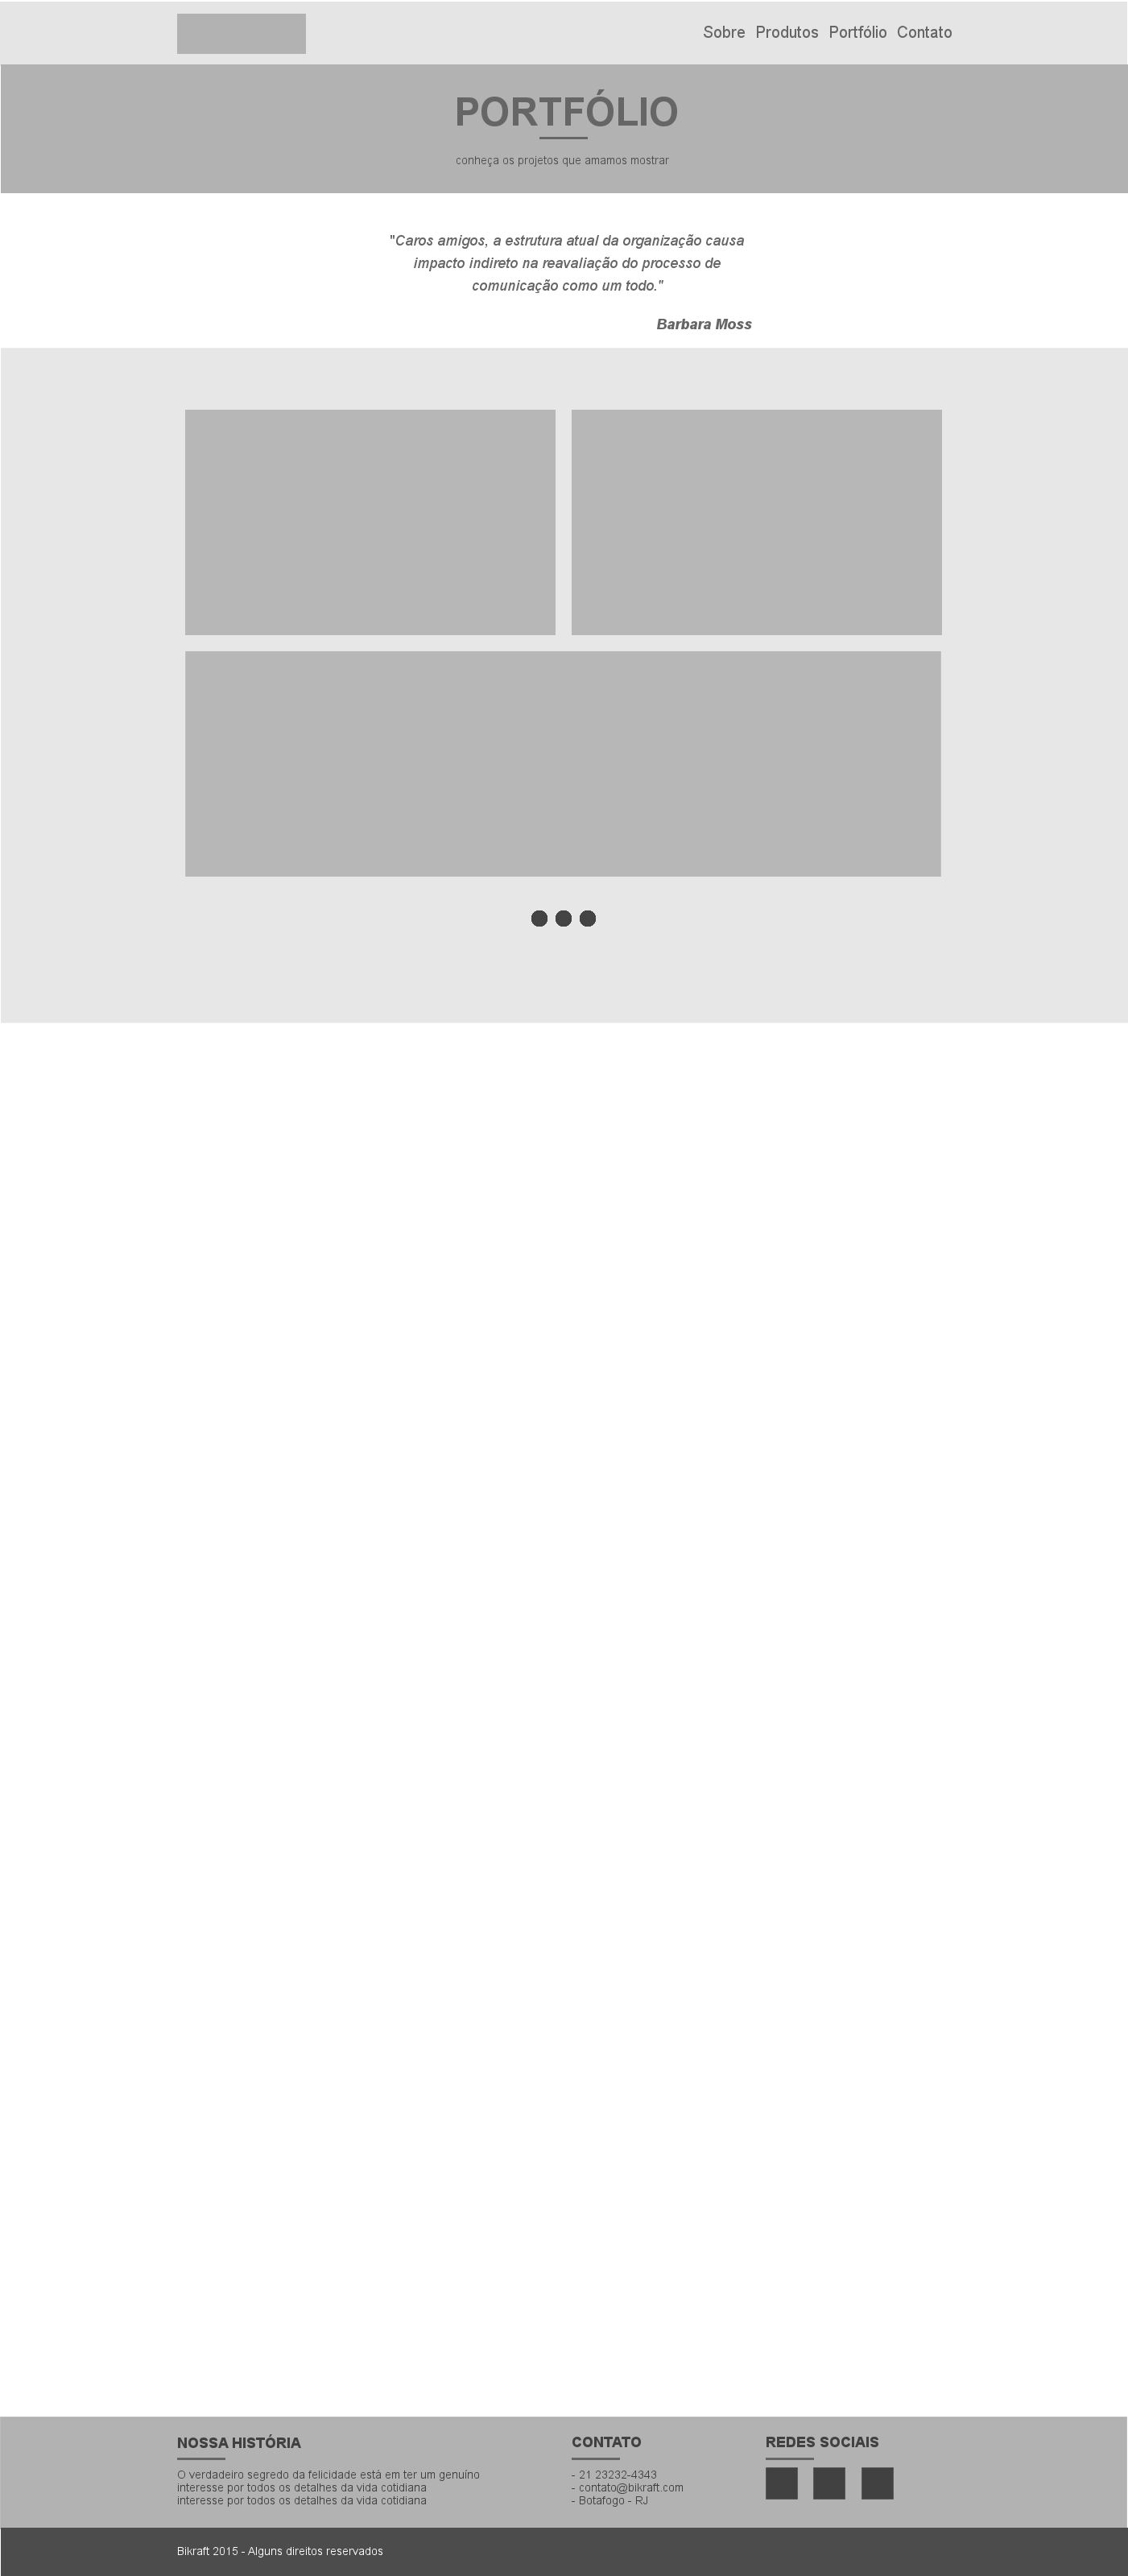 Sobre Produtos Portfólio Contato
PORTFÓLIO
conheça os projetos que amamos mostrar
"Caros amigos, a estrutura atual da organização causa
impacto indireto na reavaliação do processo de
comunicação como um todo."
Barbara Moss
NOSSA HISTÓRIA
O verdadeiro segredo da felicidade está em ter um genuíno
interesse por todos os detalhes da vida cotidiana
interesse por todos os detalhes da vida cotidiana
CONTATO
- 21 23232-4343
- contato@bikraft.com
- Botafogo - RJ
REDES SOCIAIS
Bikraft 2015 - Alguns direitos reservados